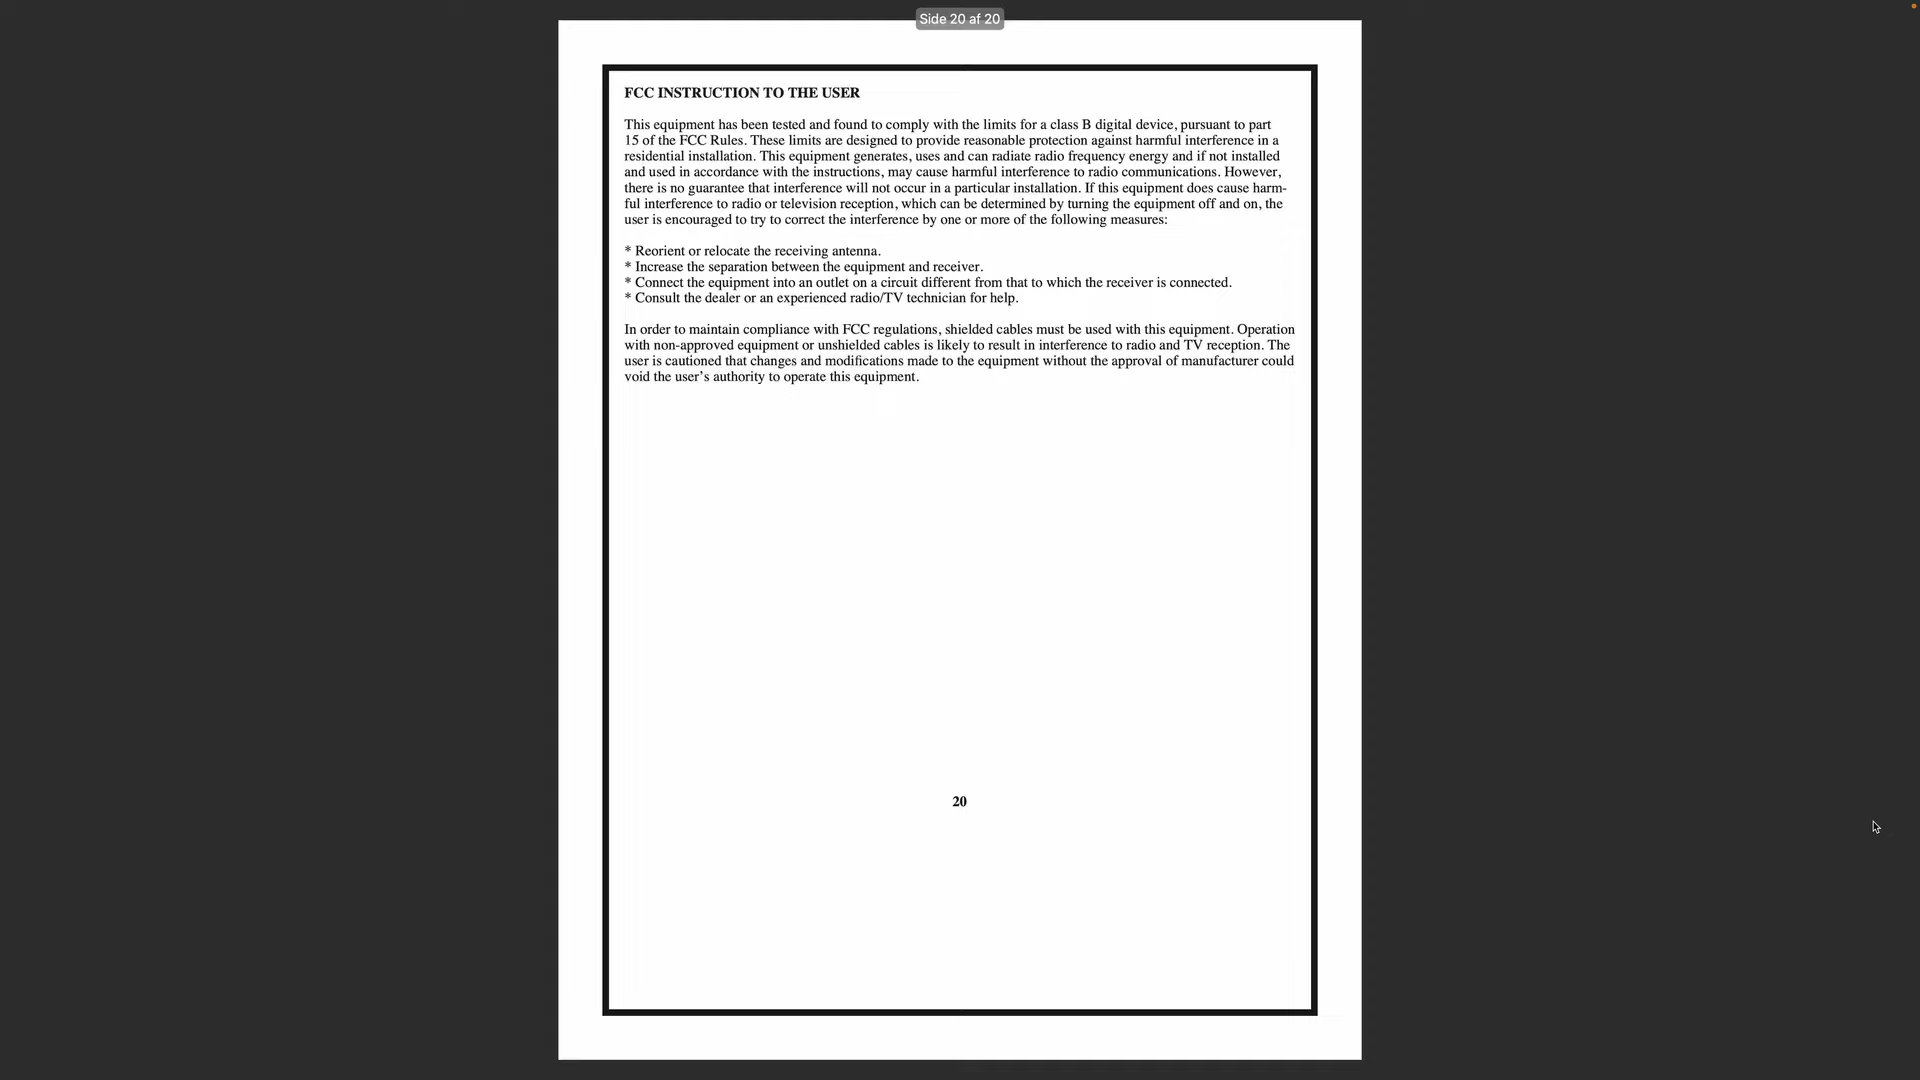 Side 20 af 20
FCC INSTRUCTION TO THE USER
This equipment has been tested and found to comply with the limits for a class B digital device, pursuant to part
15 of the FCC Rules. These limits are designed to provide reasonable protection against harmful interference in a
residential installation. This equipment generates, uses and can radiate radio frequency energy and if not installed
and used in accordance with the instructions, may cause harmful interference to radio communications. However,
there is no guarantee that interference will not occur in a particular installation. If this equipment does cause harm-
ful interference to radio or television reception, which can be determined by turning the equipment off and on, the
user is encouraged to try to correct the interference by one or more of the following measures:
* Reorient or relocate the receiving antenna.
* Increase the separation between the equipment and receiver.
* Connect the equipment into an outlet on a circuit different from that to which the receiver is connected.
* Consult the dealer or an experienced radio/TV technician for help.
In order to maintain compliance with FCC regulations, shielded cables must be used with this equipment. Operation
with non-approved equipment or unshielded cables is likely to result in interference to radio and TV reception. The
user is cautioned that changes and modifications made to the equipment without the approval of manufacturer could
void the user’s authority to operate this equipment.
20